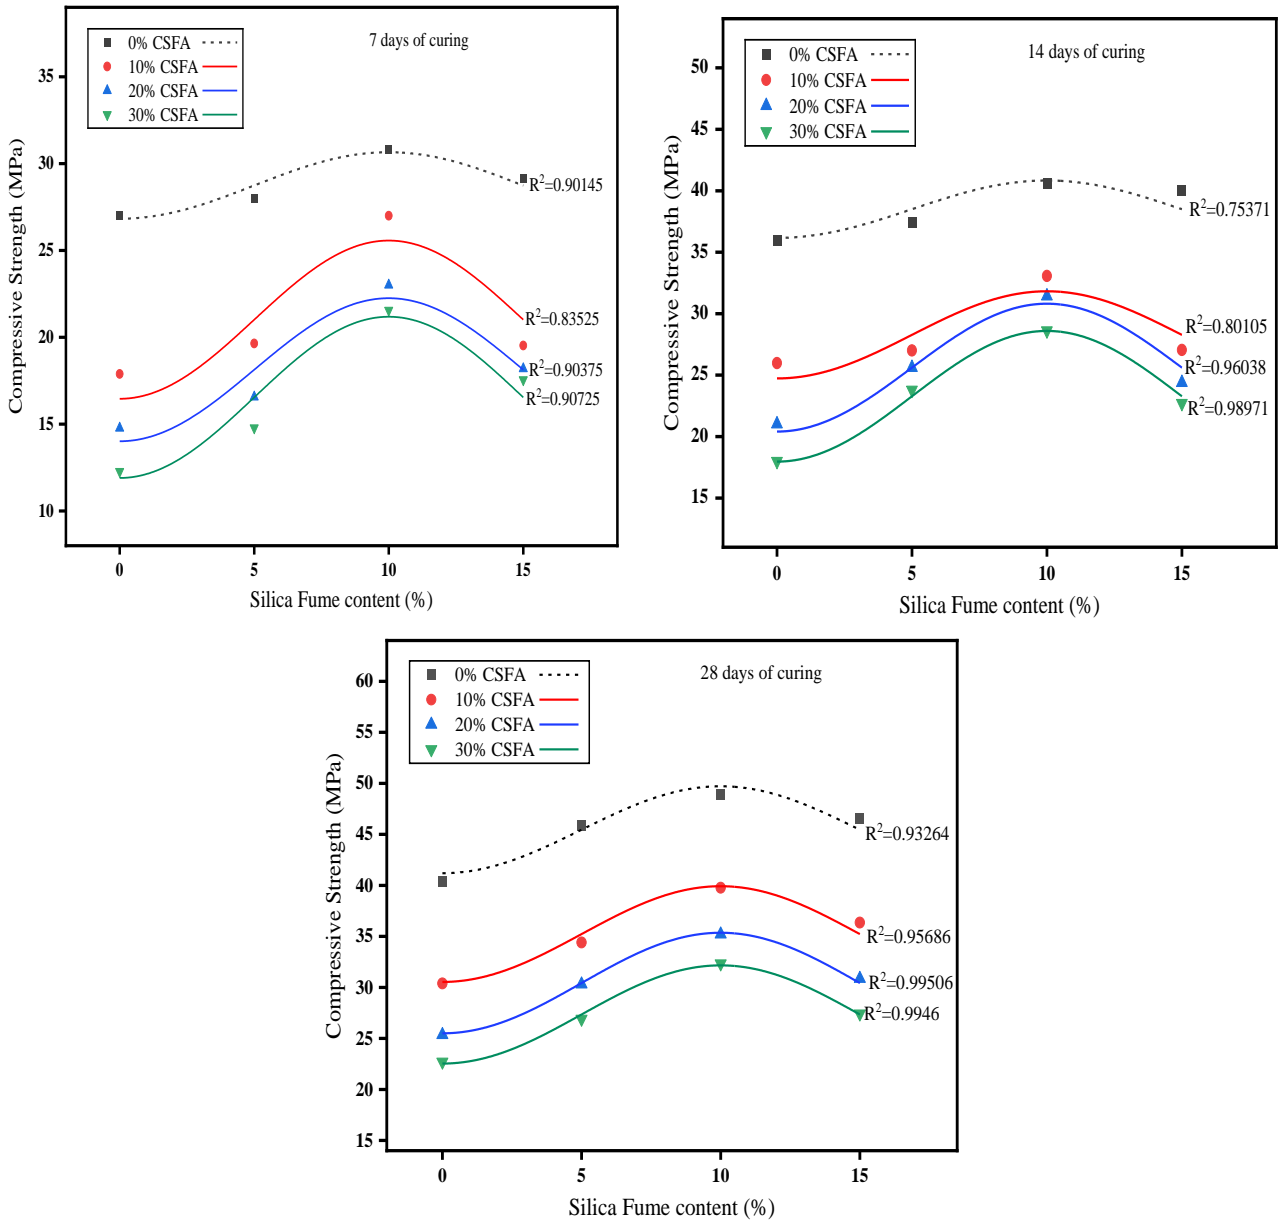 7 days of curing
0% CSFA
10% CSFA
20% CSFA
30% CSFA
35
30
25
20
15
10
Compressive Strength (MPa)
R²=0.90145
R²=0.83525
R²=0.90375
R²=0.90725
0 5 10 15
Silica Fume content (%)
14 days of curing
0% CSFA
10% CSFA
20% CSFA
30% CSFA
50
45
40
35
30
25
20
15
Compressive Strength (MPa)
R²=0.75371
R²=0.80105
R²=0.96038
R²=0.98971
0 5 10 15
Silica Fume content (%)
28 days of curing
0% CSFA
10% CSFA
20% CSFA
30% CSFA
60
55
50
45
40
35
30
25
20
15
Compressive Strength (MPa)
R²=0.93264
R²=0.95686
R²=0.99506
R²=0.9946
0 5 10 15
Silica Fume content (%)